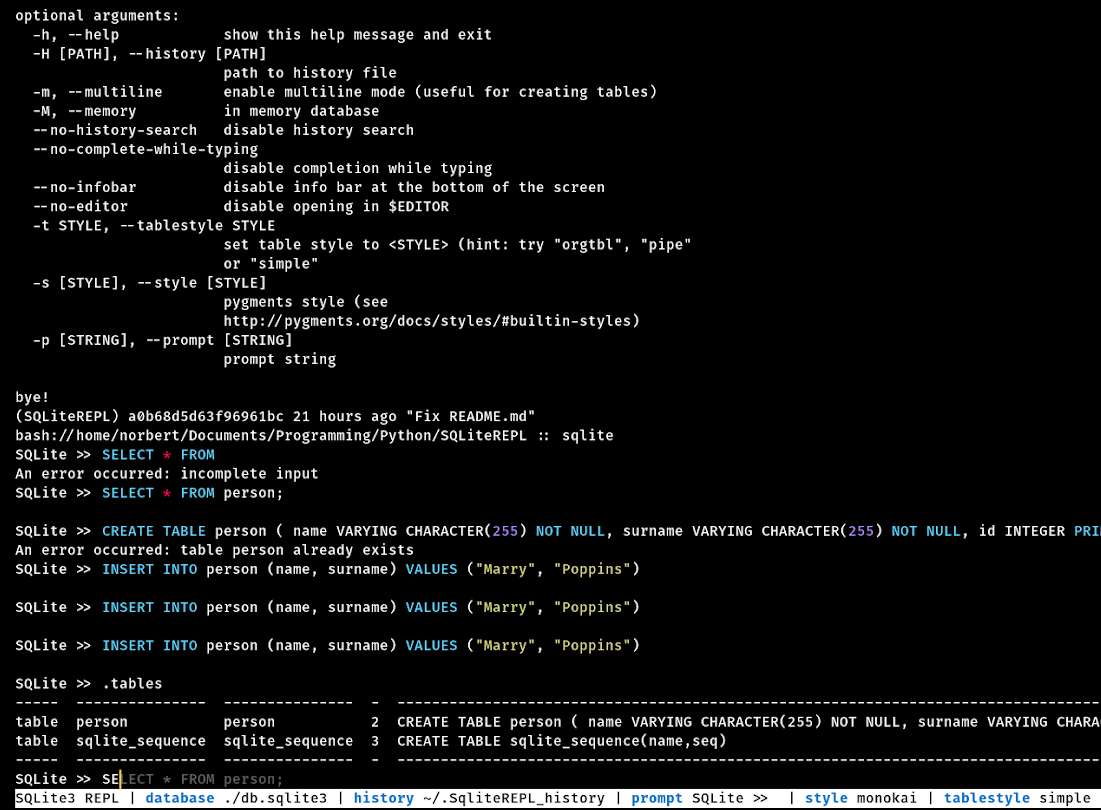 optional arguments:
  -h, --help            show this help message and exit
  -H [PATH], --history [PATH]
                        path to history file
  -m, --multiline       enable multiline mode (useful for creating tables)
  -M, --memory          in memory database
  --no-history-search   disable history search
  --no-complete-while-typing
                        disable completion while typing
  --no-infobar          disable info bar at the bottom of the screen
  --no-editor           disable opening in $EDITOR
  -t STYLE, --tablestyle STYLE
                        set table style to <STYLE> (hint: try "orgtbl", "pipe"
                        or "simple"
  -s [STYLE], --style [STYLE]
                        pygments style (see
                        http://pygments.org/docs/styles/#builtin-styles)
  -p [STRING], --prompt [STRING]
                        prompt string

bye!
(SQLiteREPL) a0b68d5d63f96961bc 21 hours ago "Fix README.md"
bash://home/norbert/Documents/Programming/Python/SQLiteREPL :: sqlite
SQLite >> SELECT * FROM
An error occurred: incomplete input
SQLite >> SELECT * FROM person;

SQLite >> CREATE TABLE person ( name VARYING CHARACTER(255) NOT NULL, surname VARYING CHARACTER(255) NOT NULL, id INTEGER PRI
An error occurred: table person already exists
SQLite >> INSERT INTO person (name, surname) VALUES ("Marry", "Poppins")

SQLite >> INSERT INTO person (name, surname) VALUES ("Marry", "Poppins")

SQLite >> INSERT INTO person (name, surname) VALUES ("Marry", "Poppins")

SQLite >> .tables
-----  ---------------  ---------------  -  ----------------------------------------------------------------------------------
table  person           person           2  CREATE TABLE person ( name VARYING CHARACTER(255) NOT NULL, surname VARYING CHARA
table  sqlite_sequence  sqlite_sequence  3  CREATE TABLE sqlite_sequence(name,seq)
-----  ---------------  ---------------  -  ----------------------------------------------------------------------------------
SQLite >> SELECT * FROM person;
SQLite3 REPL | database ./db.sqlite3 | history ~/.SqliteREPL_history | prompt SQLite >>  | style monokai | tablestyle simple